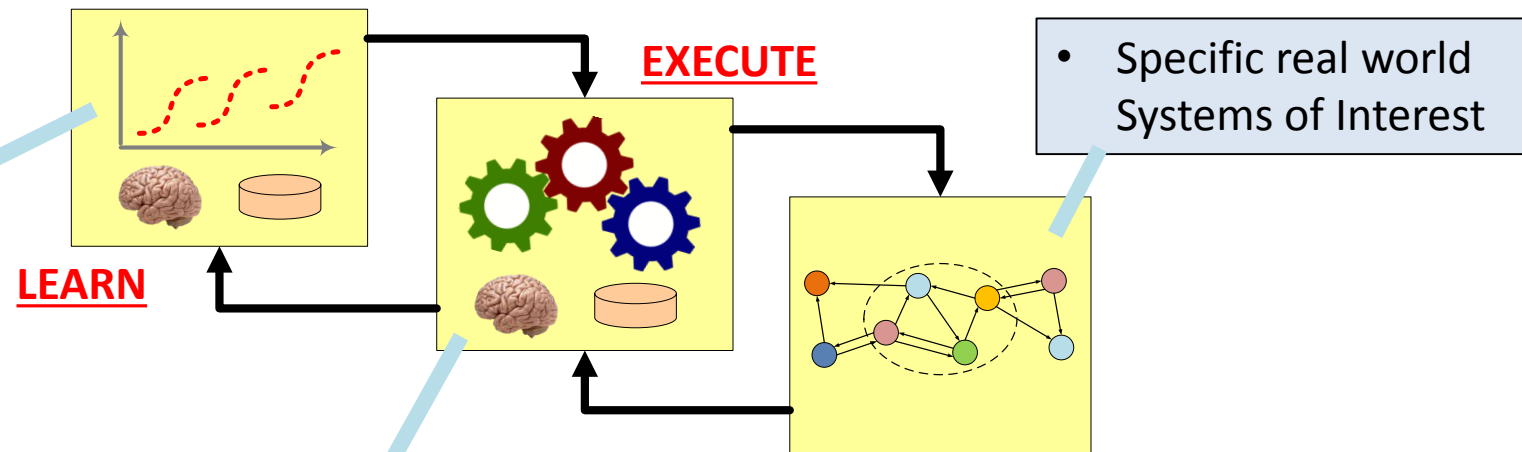 EXECUTE
• Specific real world
Systems of Interest
LEARN